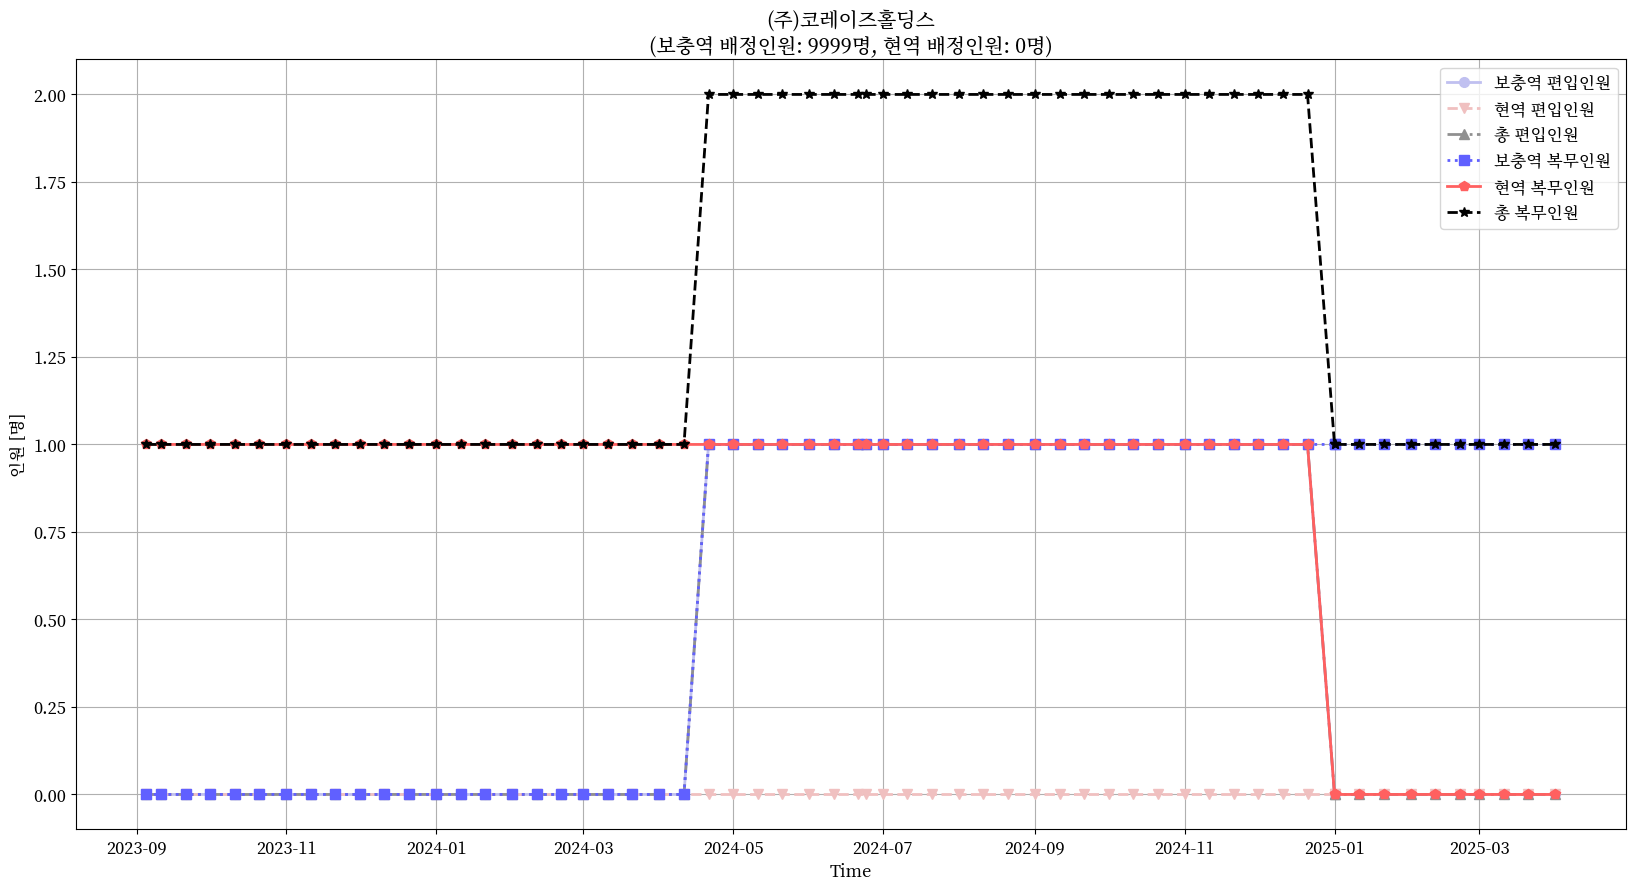 (주)코레이즈홀딩스
(보충역 배정인원: 9999명, 현역 배정인원: 0명)
보충역 편입인원
현역 편입인원
총 편입인원
보충역 복무인원
현역 복무인원
총 복무인원
2.00
1.75
1.50
1.25
1.00
0.75
0.50
0.25
0.00
인원 [명]
2023-09
2023-11
2024-01
2024-03
2024-05
2024-07
2024-09
2024-11
2025-01
2025-03
Time